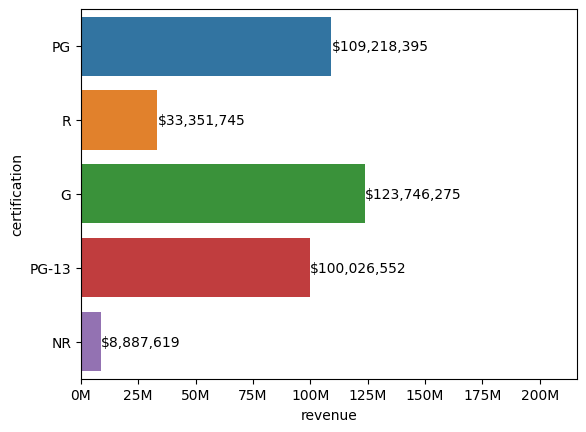 PG
$109,218,395
R
$33,351,745
G
$123,746,275
PG-13
$100,026,552
NR
$8,887,619
certification
0M 25M 50M 75M 100M 125M 150M 175M 200M
revenue